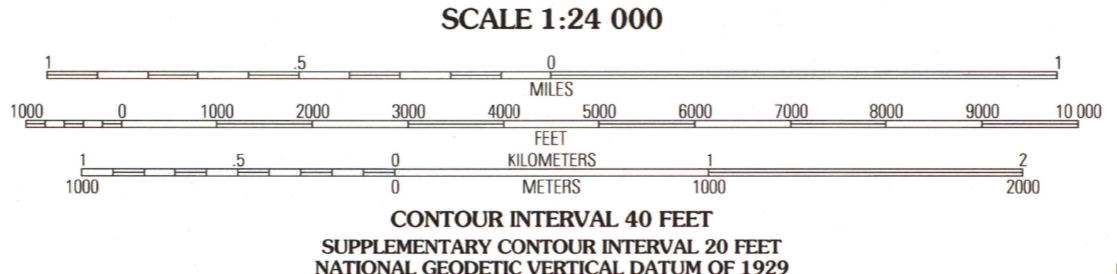 SCALE 1:24 000
1 .5 0 1
MILES
1000 0 1000 2000 3000 4000 5000 6000 7000 8000 9000 10 000
FEET
1 .5 0 KILOMETERS 1 2
1000 0 METERS 1000 2000
CONTOUR INTERVAL 40 FEET
SUPPLEMENTARY CONTOUR INTERVAL 20 FEET
NATIONAL GEODETIC VERTICAL DATUM OF 1929